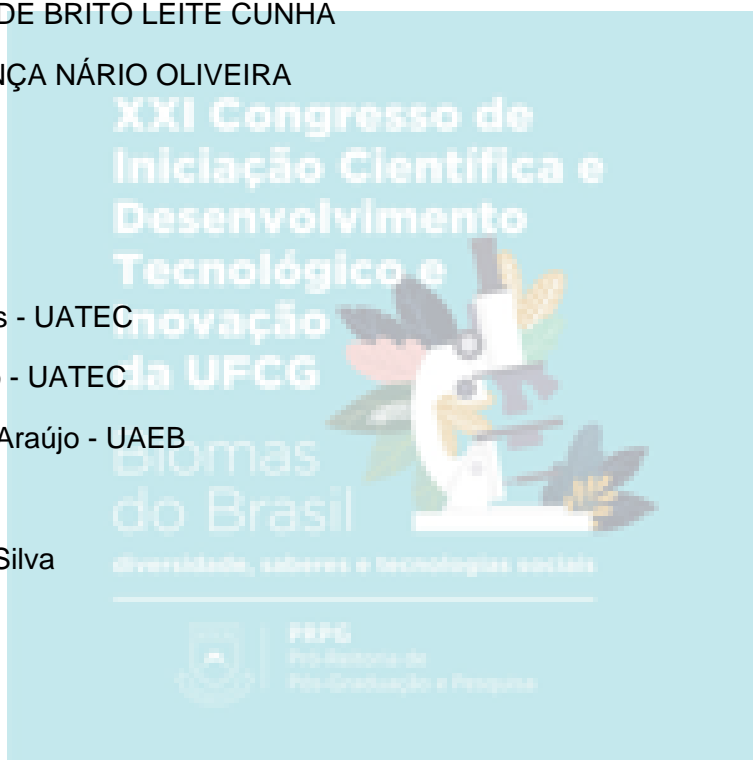 DE BRITO LEITE CUNHA
NÇA NÁRIO OLIVEIRA
XXI Congresso de
Iniciação Científica e
Desenvolvimento
Tecnológico e
s - UATEC
Inovação
o - UATEC
da UFCG
Araújo - UAEB
Biomas
do Brasil
Silva
diversidade, saberes e tecnologias sociais
PRPG
Pró-Reitoria de
Pós-Graduação e Pesquisa